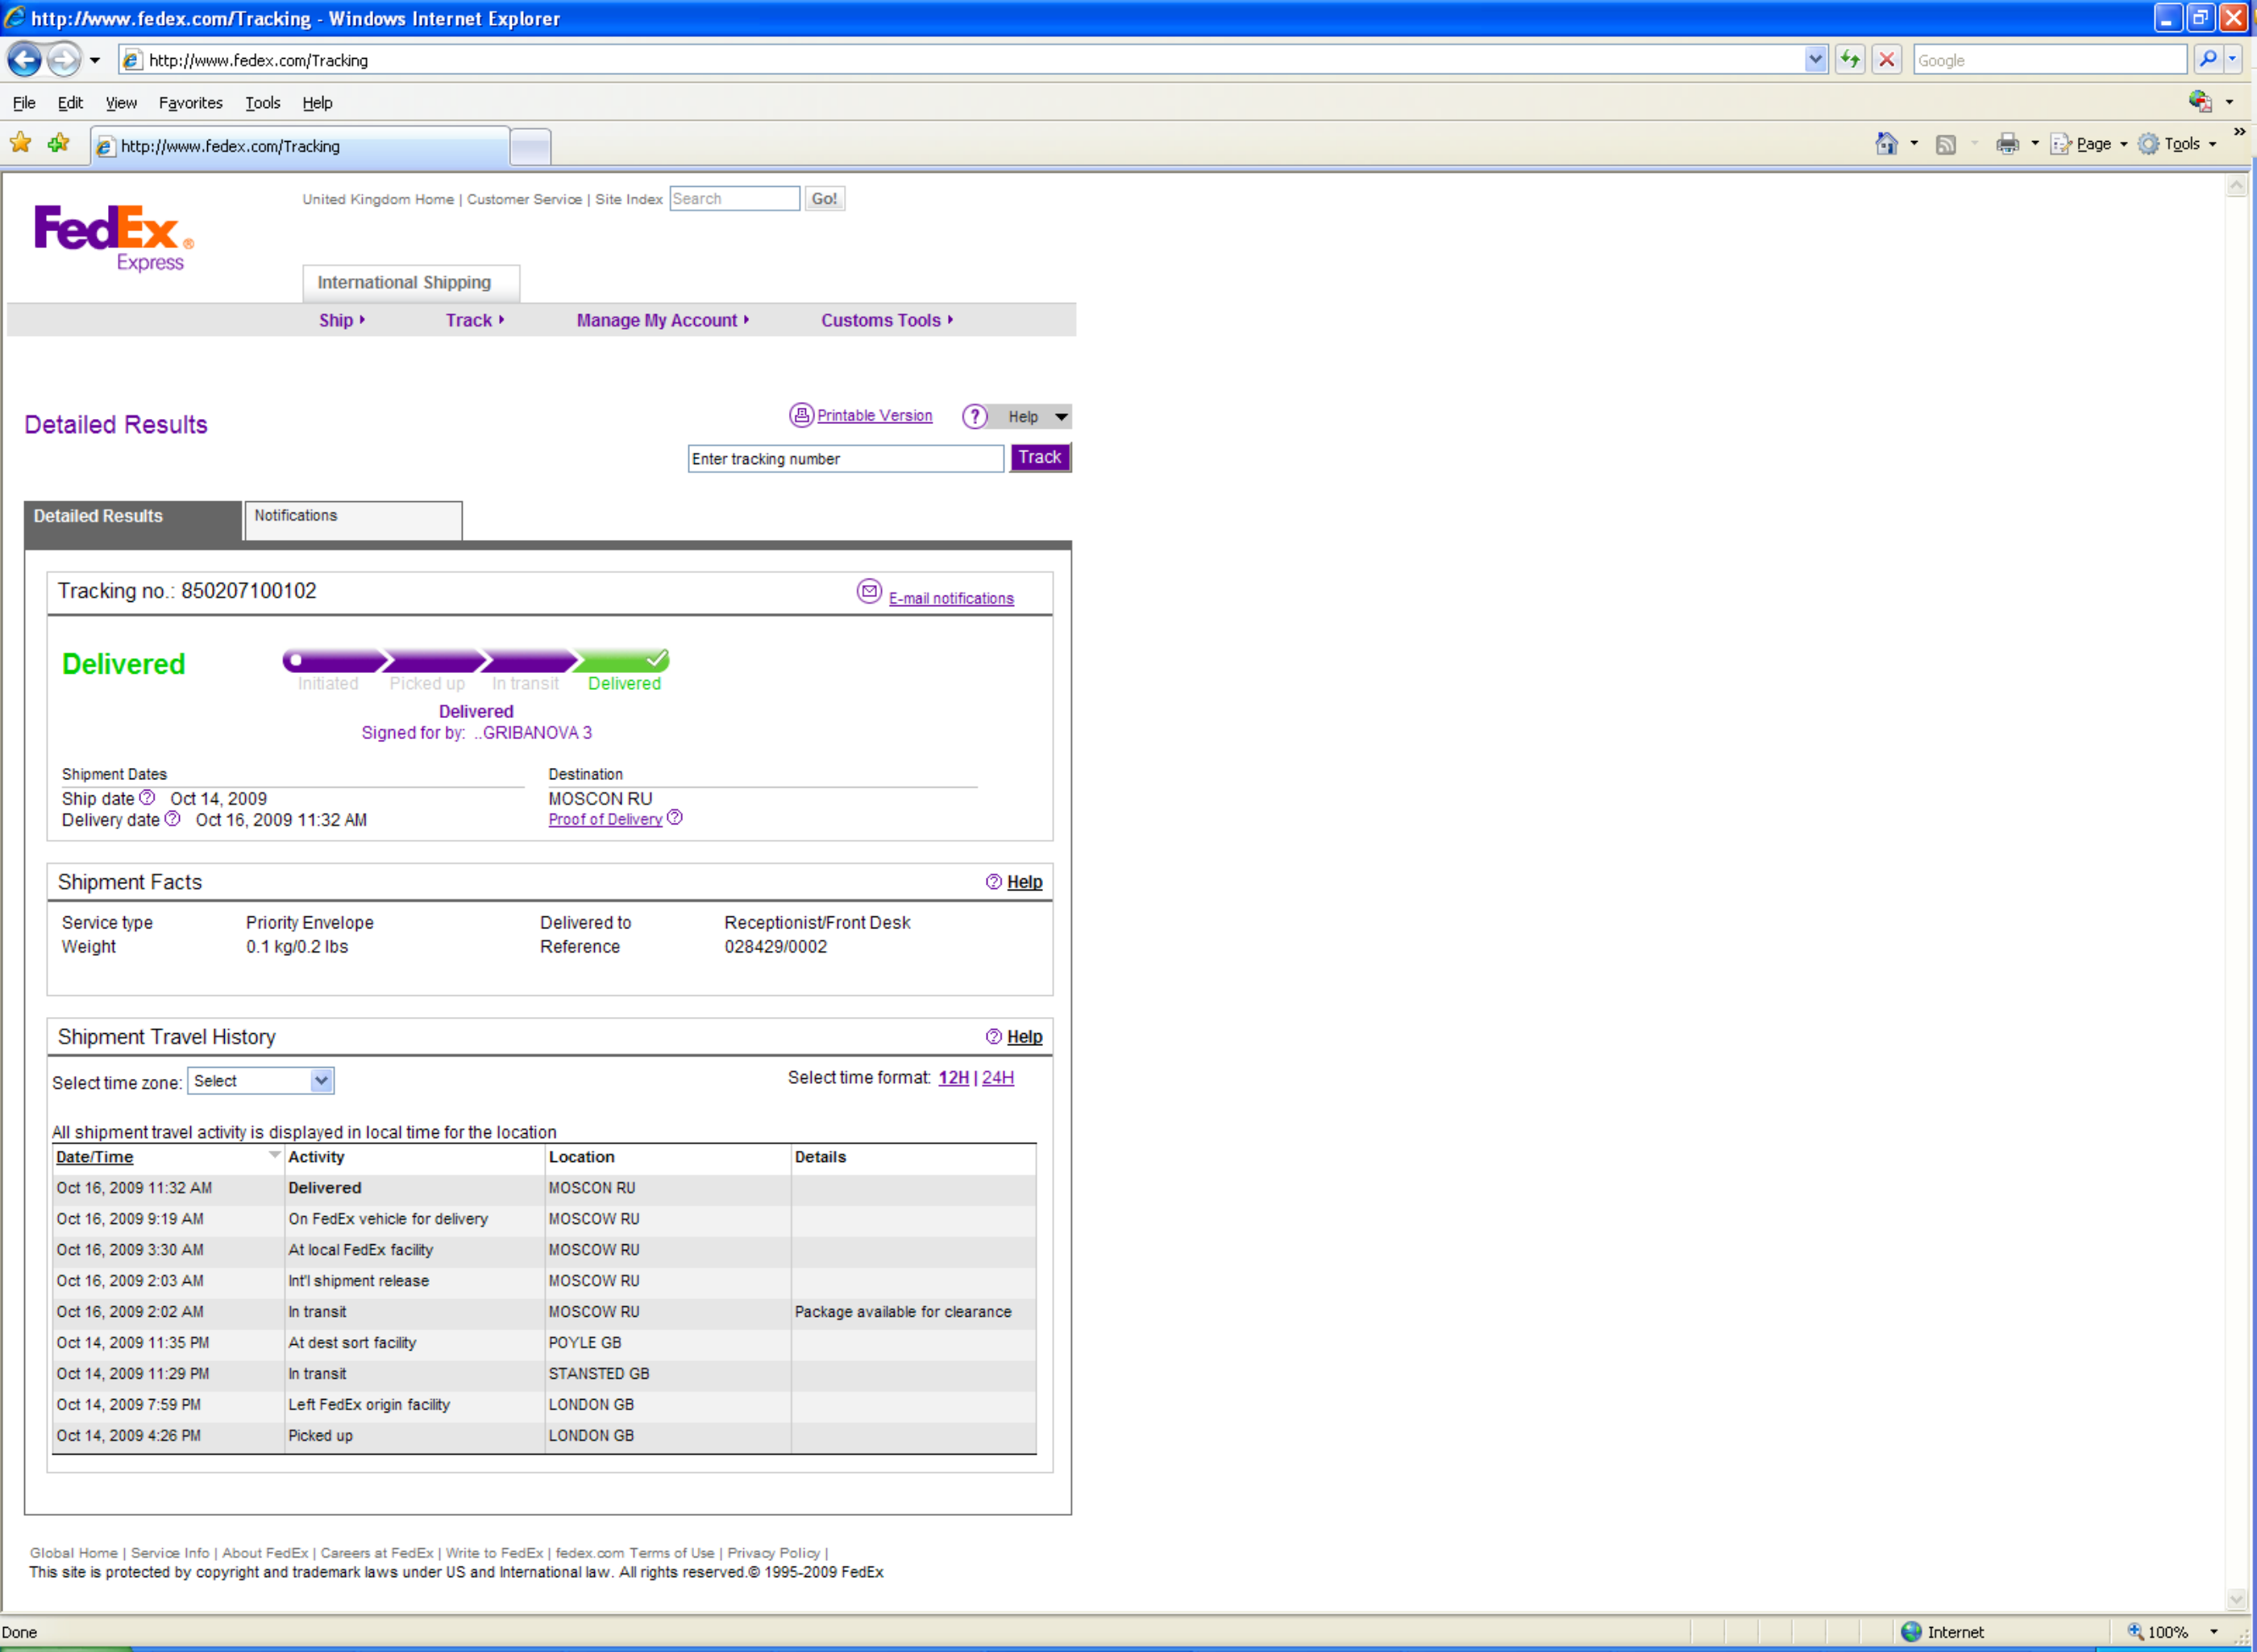 http://www.fedex.com/Tracking - Windows Internet Explorer
http://www.fedex.com/Tracking
Google
File Edit View Favorites Tools Help
http://www.fedex.com/Tracking
Page Tools »
United Kingdom Home | Customer Service | Site Index Search Go!
FedEx®
Express
International Shipping
Ship Track Manage My Account Customs Tools
Printable Version ? Help
Detailed Results
Enter tracking number Track
Detailed Results Notifications
Tracking no.: 850207100102 E-mail notifications
Delivered
Initiated Picked up In transit Delivered
Delivered
Signed for by: ..GRIBANOVA 3
Shipment Dates Destination
Ship date ? Oct 14, 2009 MOSCON RU
Delivery date ? Oct 16, 2009 11:32 AM Proof of Delivery ?
Shipment Facts ? Help
Service type Priority Envelope Delivered to Receptionist/Front Desk
Weight 0.1 kg/0.2 lbs Reference 028429/0002
Shipment Travel History ? Help
Select time zone: Select Select time format: 12H | 24H
All shipment travel activity is displayed in local time for the location
Date/Time Activity Location Details
Oct 16, 2009 11:32 AM Delivered MOSCON RU
Oct 16, 2009 9:19 AM On FedEx vehicle for delivery MOSCOW RU
Oct 16, 2009 3:30 AM At local FedEx facility MOSCOW RU
Oct 16, 2009 2:03 AM Int'l shipment release MOSCOW RU
Oct 16, 2009 2:02 AM In transit MOSCOW RU Package available for clearance
Oct 14, 2009 11:35 PM At dest sort facility POYLE GB
Oct 14, 2009 11:29 PM In transit STANSTED GB
Oct 14, 2009 7:59 PM Left FedEx origin facility LONDON GB
Oct 14, 2009 4:26 PM Picked up LONDON GB
Global Home | Service Info | About FedEx | Careers at FedEx | Write to FedEx | fedex.com Terms of Use | Privacy Policy |
This site is protected by copyright and trademark laws under US and International law. All rights reserved.© 1995-2009 FedEx
Done Internet 100%